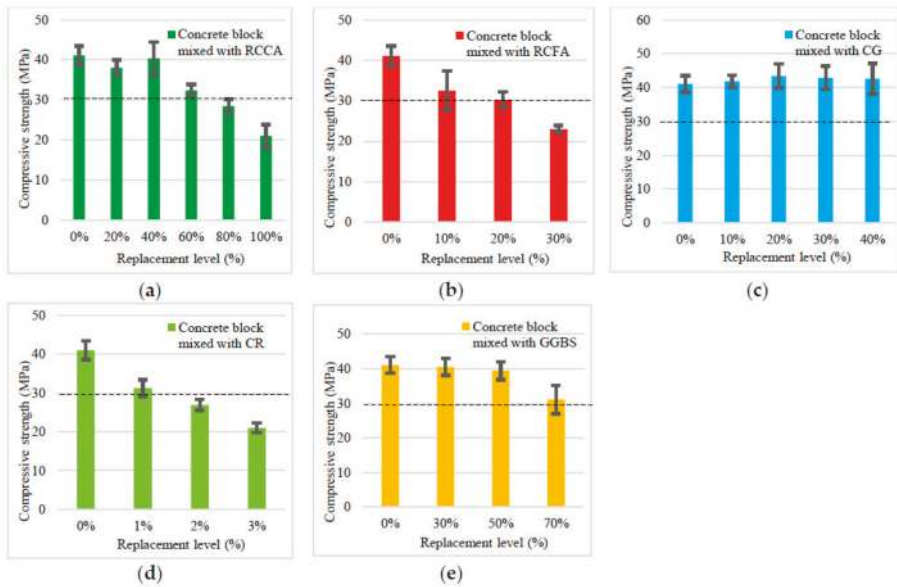 Compressive strength (MPa)
50
40
30
20
10
0
Concrete block
mixed with RCCA
0% 20% 40% 60% 80% 100%
Replacement level (%)
(a)
Compressive strength (MPa)
50
40
30
20
10
0
Concrete block
mixed with RCFA
0% 10% 20% 30%
Replacement level (%)
(b)
Compressive strength (MPa)
60
50
40
30
20
10
0
Concrete block
mixed with CG
0% 10% 20% 30% 40%
Replacement level (%)
(c)
Compressive strength (MPa)
50
40
30
20
10
0
Concrete block
mixed with CR
0% 1% 2% 3%
Replacement level (%)
(d)
Compressive strength (MPa)
50
40
30
20
10
0
Concrete block
mixed with GGBS
0% 30% 50% 70%
Replacement level (%)
(e)